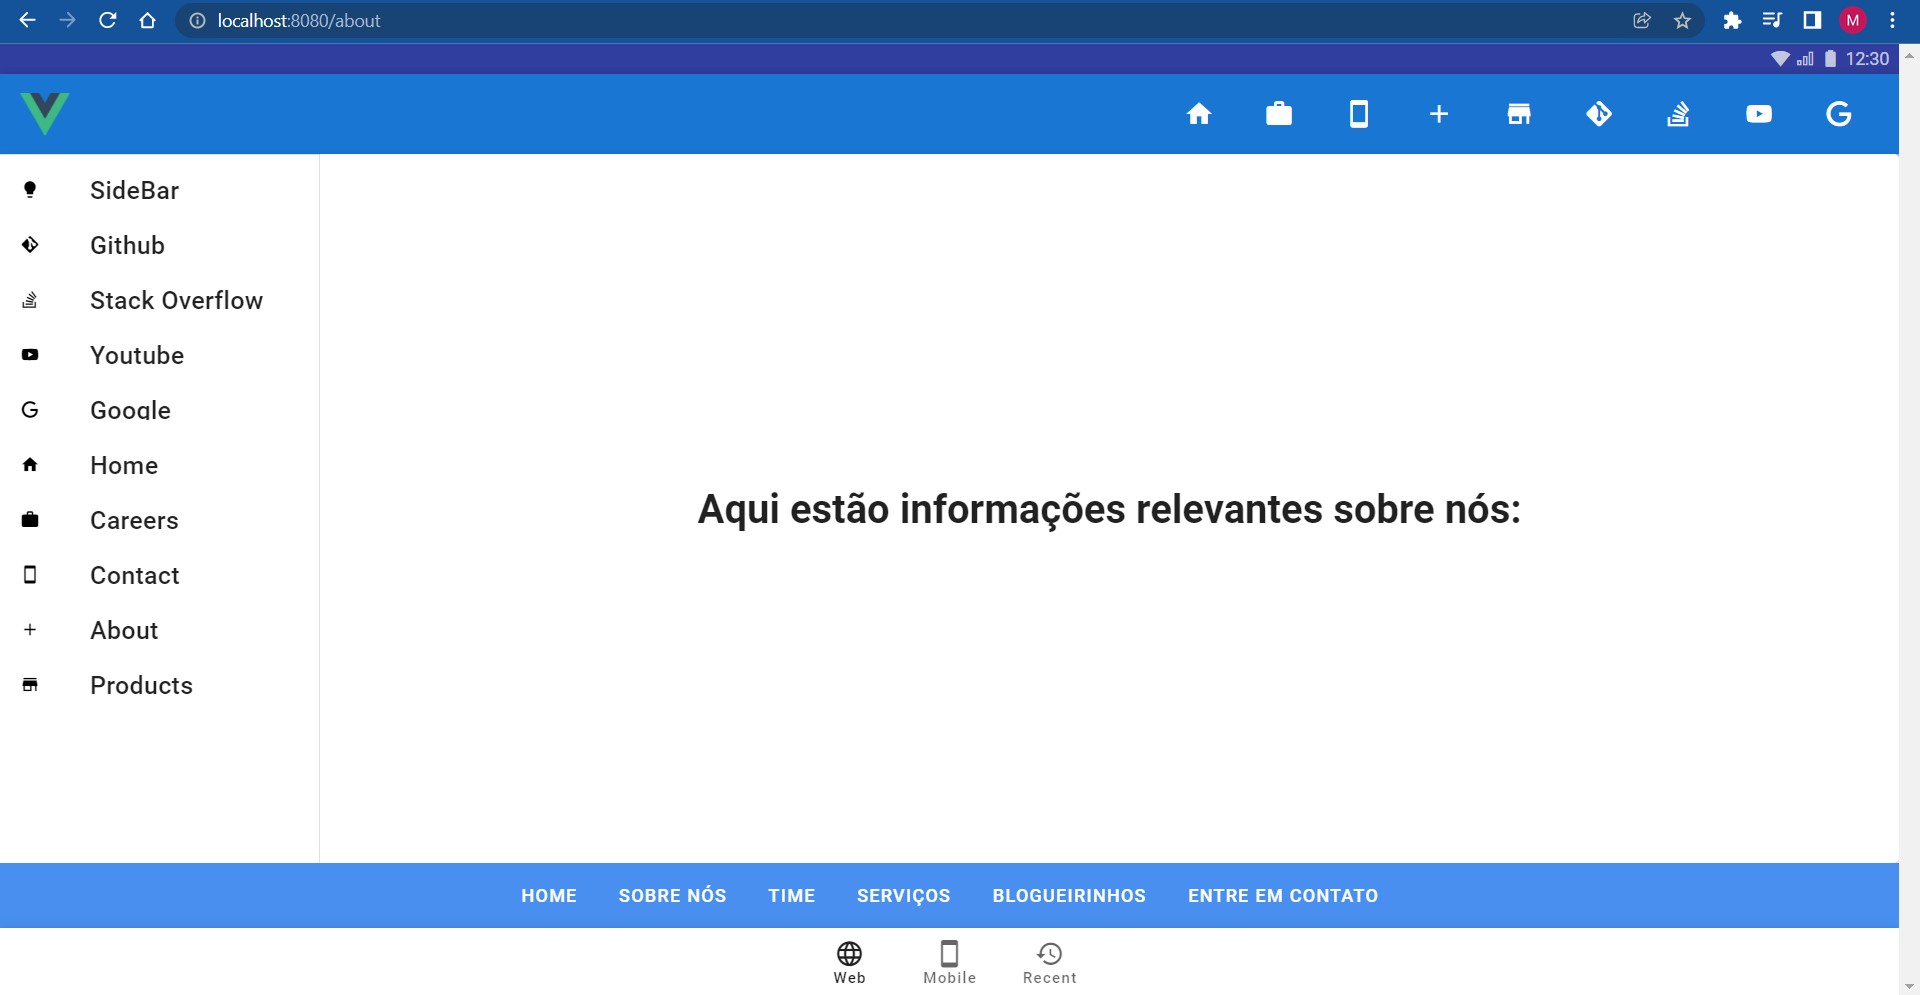 localhost:8080/about
M
12:30
SideBar
Github
Stack Overflow
Youtube
Google
Home
Careers
Contact
About
Products
Aqui estão informações relevantes sobre nós:
HOME SOBRE NÓS TIME SERVIÇOS BLOGUEIRINHOS ENTRE EM CONTATO
Web Mobile Recent